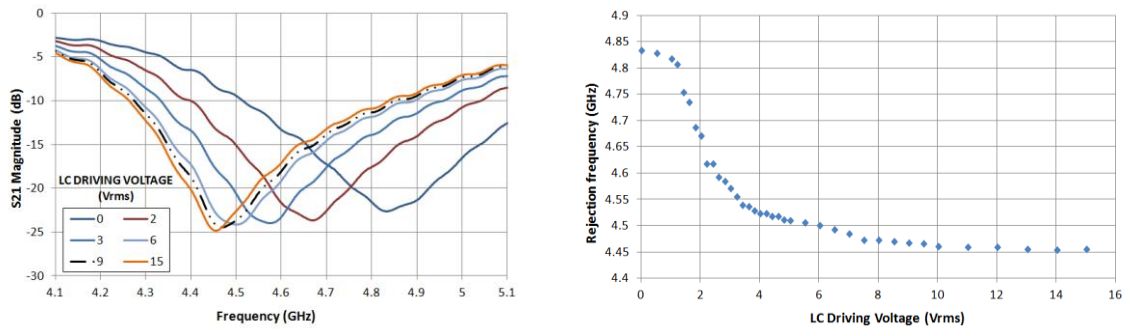 0
-5
-10
-15
-20
-25
-30
S21 Magnitude (dB)
LC DRIVING VOLTAGE
(Vrms)
0 2
3 6
9 15
4.1 4.2 4.3 4.4 4.5 4.6 4.7 4.8 4.9 5 5.1
Frequency (GHz)
4.9
4.85
4.8
4.75
4.7
4.65
4.6
4.55
4.5
4.45
4.4
Rejection frequency (GHz)
0 2 4 6 8 10 12 14 16
LC Driving Voltage (Vrms)